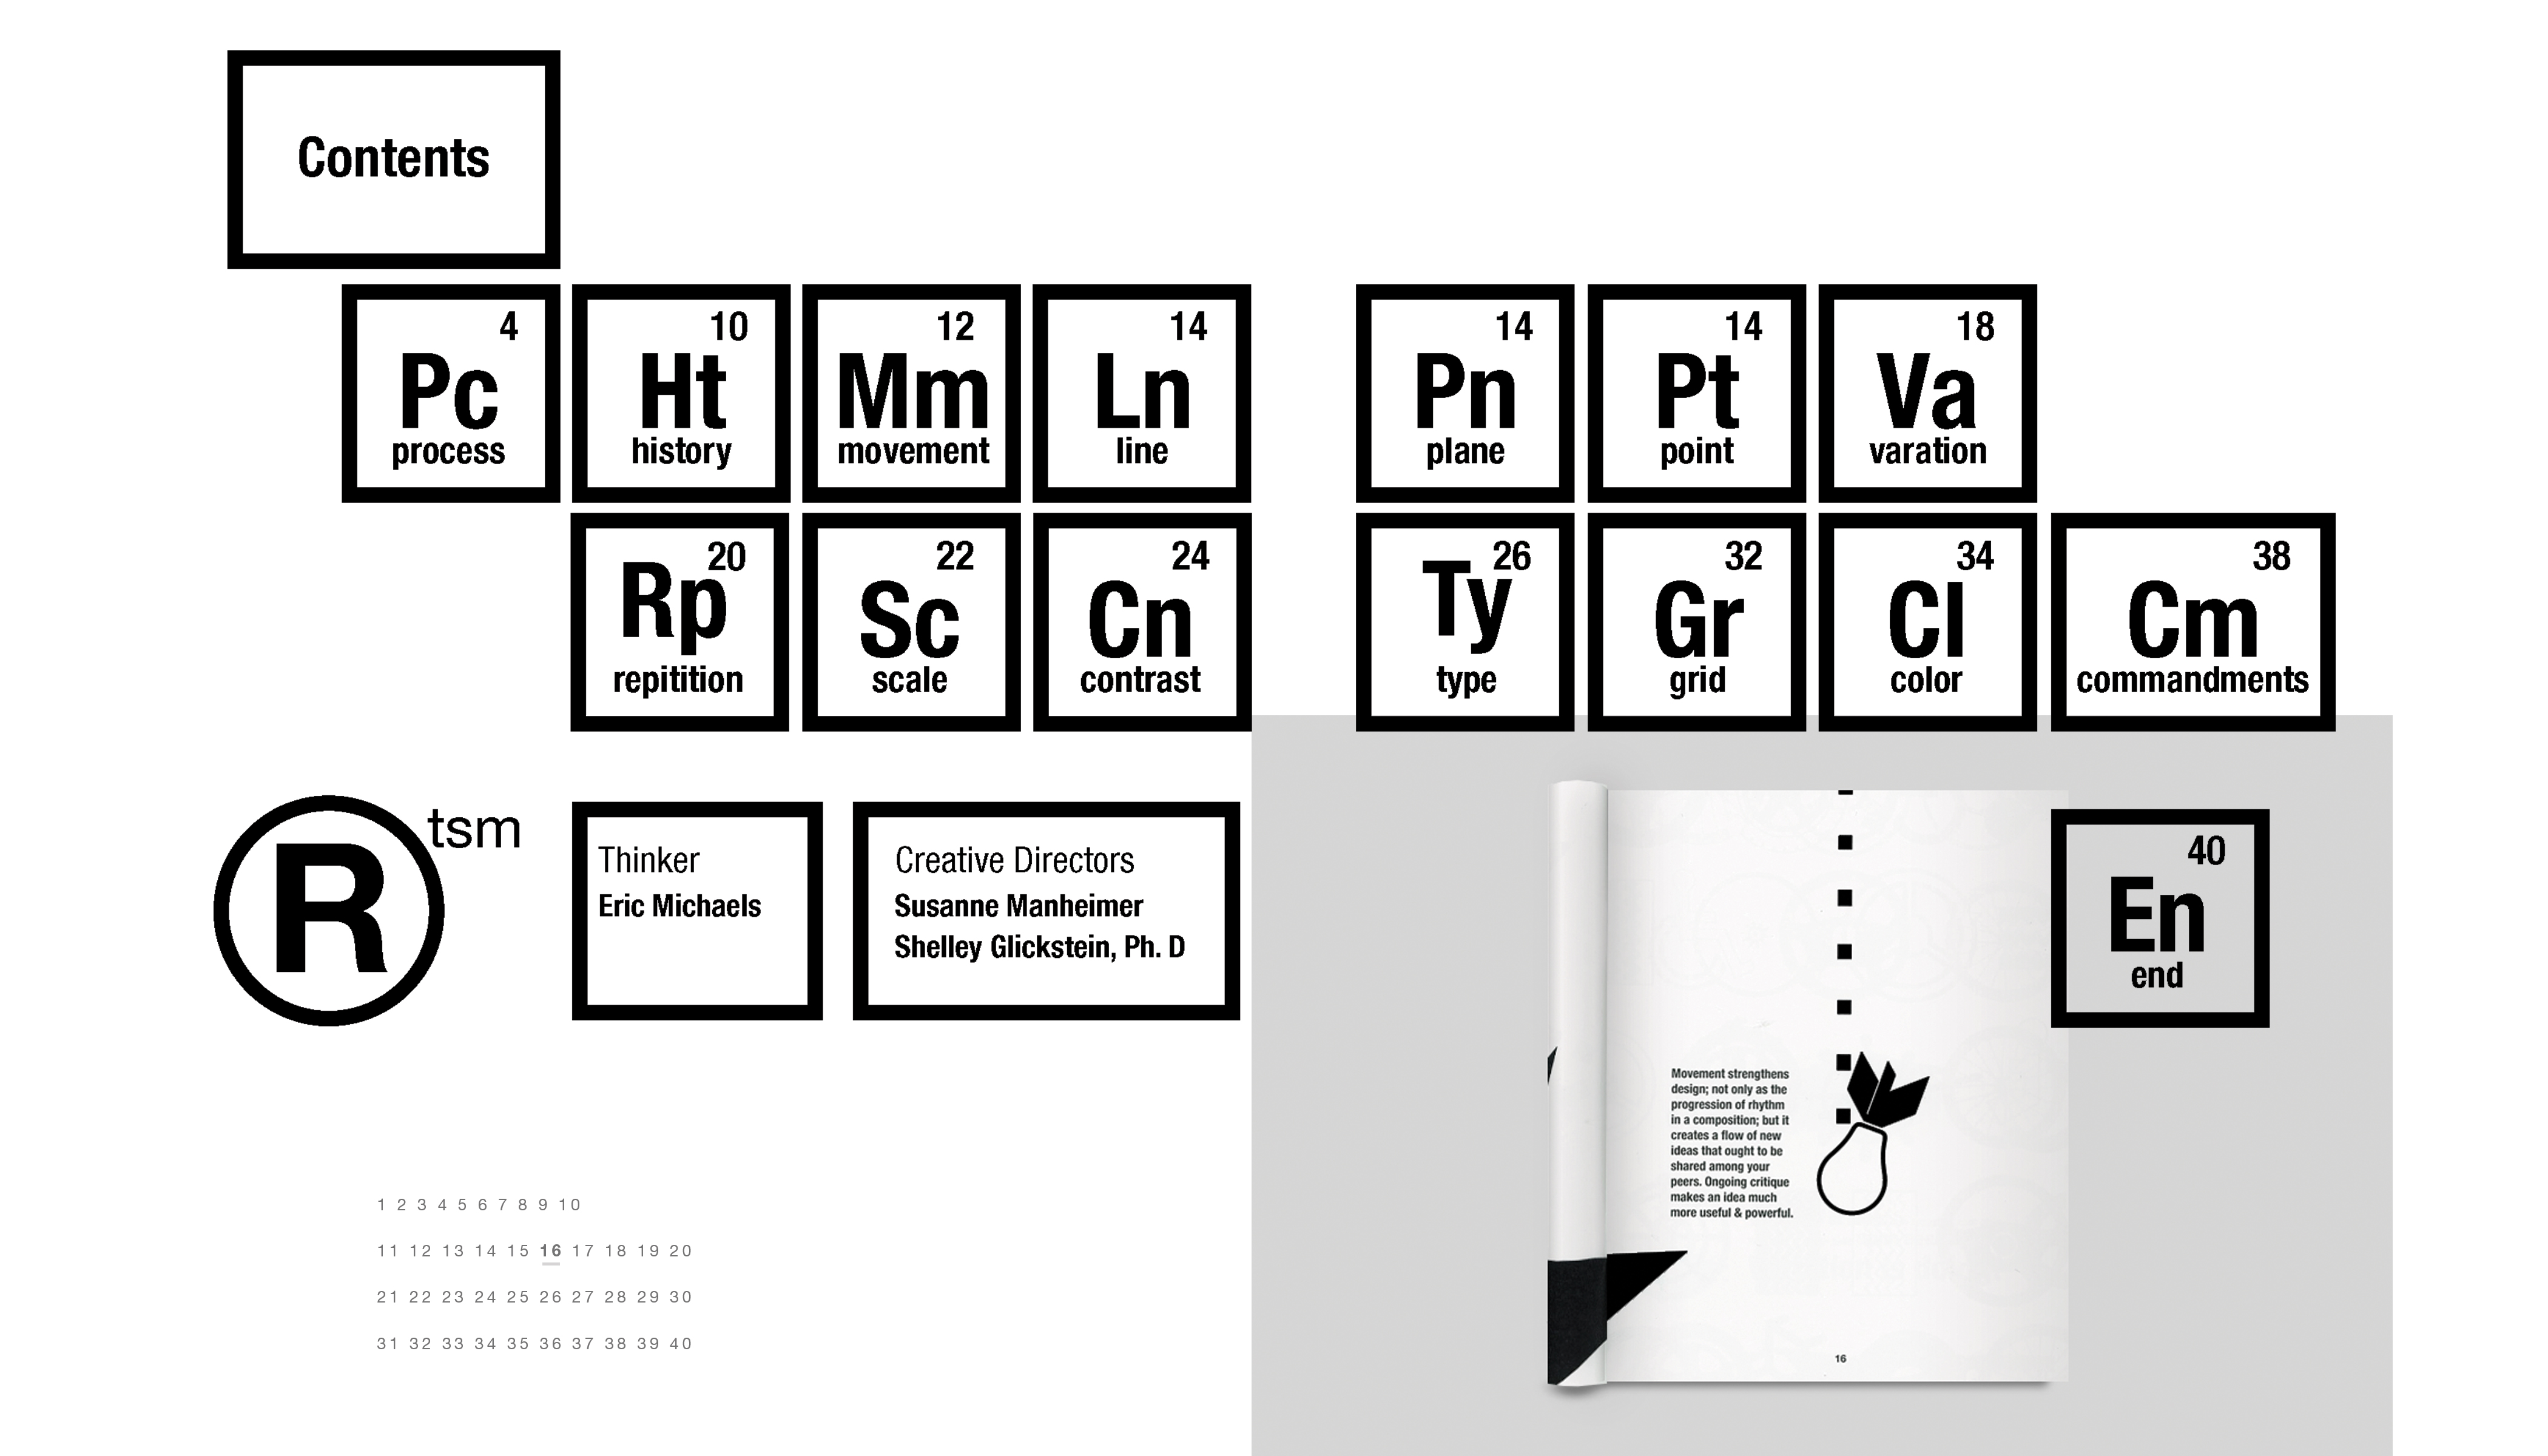 Contents
4
Pc
process
10
Ht
history
12
Mm
movement
14
Ln
line
14
Pn
plane
14
Pt
point
18
Va
varation
20
Rp
repitition
22
Sc
scale
24
Cn
contrast
26
Ty
type
32
Gr
grid
34
Cl
color
38
Cm
commandments
R tsm
Thinker
Eric Michaels
Creative Directors
Susanne Manheimer
Shelley Glickstein, Ph. D
40
En
end
Movement strengthens
design; not only as the
progression of rhythm
in a composition; but it
creates a flow of new
ideas that ought to be
shared among your
peers. Ongoing critique
makes an idea much
more useful & powerful.
16
1 2 3 4 5 6 7 8 9 10
11 12 13 14 15 16 17 18 19 20
21 22 23 24 25 26 27 28 29 30
31 32 33 34 35 36 37 38 39 40